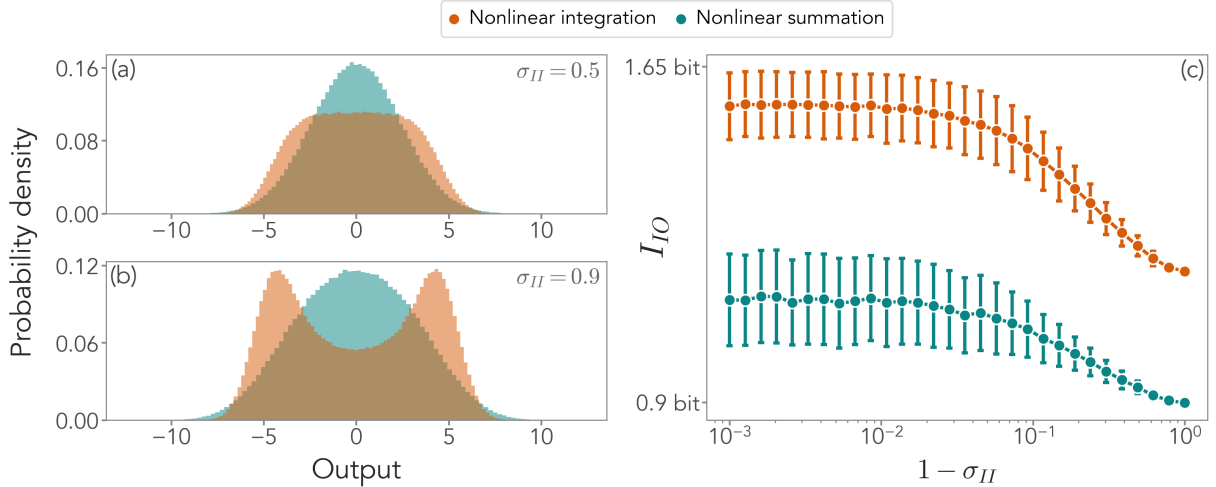 Nonlinear integration Nonlinear summation
Probability density
(a) σ_II = 0.5
0.16
0.08
0.00
−10 −5 0 5 10
(b) σ_II = 0.9
0.12
0.06
0.00
−10 −5 0 5 10
Output
(c)
1.65 bit
I_IO
0.9 bit
10⁻³ 10⁻² 10⁻¹ 10⁰
1 − σ_II